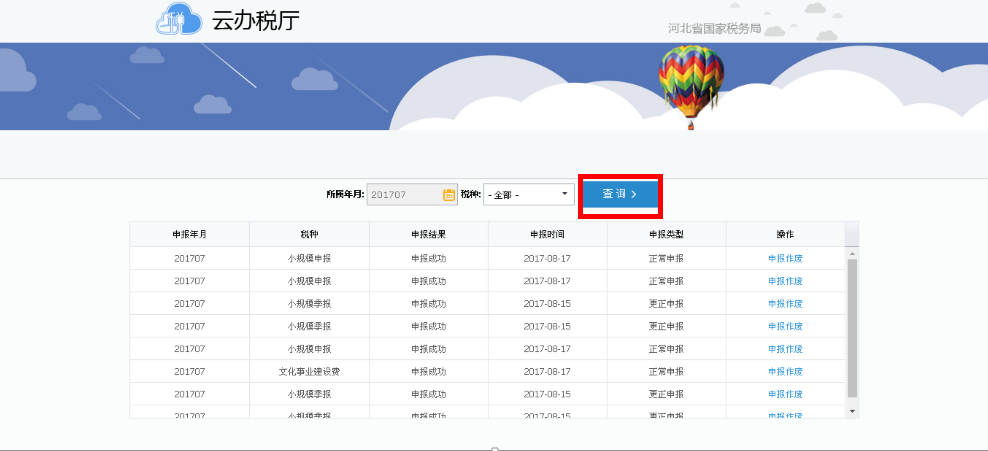 云办税厅
河北省国家税务局
所属年月: 201707 税种: - 全部 - 查 询
申报年月 税种 申报结果 申报时间 申报类型 操作
201707 小规模申报 申报成功 2017-08-17 正常申报 申报作废
201707 小规模申报 申报成功 2017-08-17 正常申报 申报作废
201707 小规模季报 申报成功 2017-08-15 更正申报 申报作废
201707 小规模季报 申报成功 2017-08-15 更正申报 申报作废
201707 小规模申报 申报成功 2017-08-17 正常申报 申报作废
201707 文化事业建设费 申报成功 2017-08-17 正常申报 申报作废
201707 小规模季报 申报成功 2017-08-15 更正申报 申报作废
201707 小规模季报 申报成功 2017-08-15 更正申报 申报作废